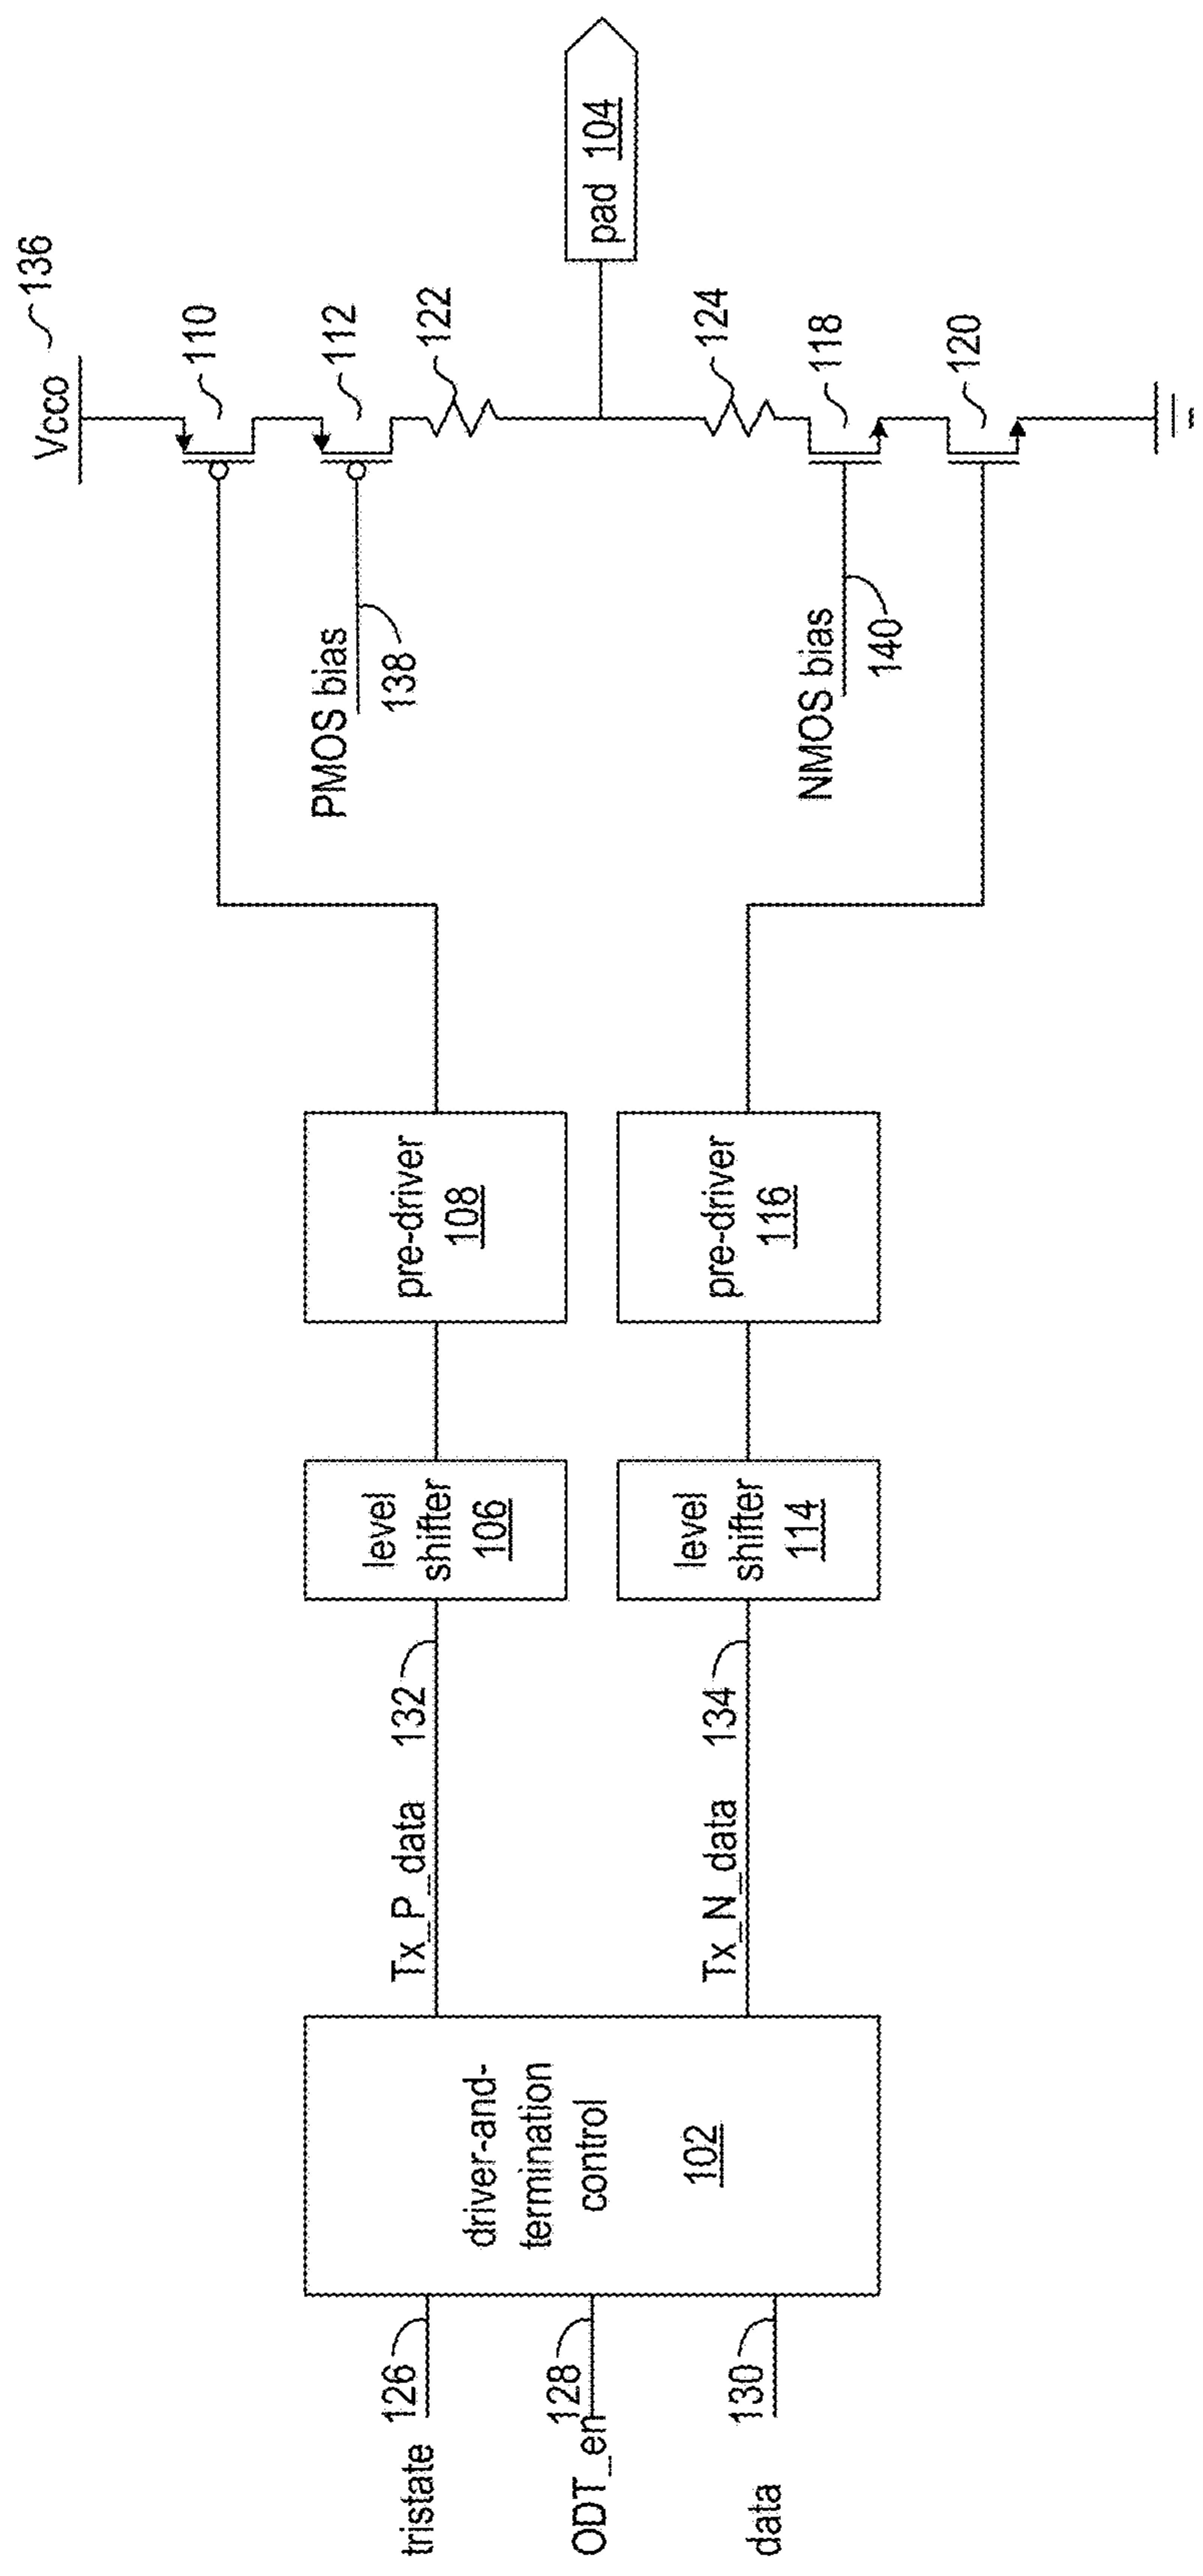 Vcco
136
110
112
122
pad 104
124
118
120
PMOS bias
138
NMOS bias
140
pre-driver
108
pre-driver
116
level
shifter
106
level
shifter
114
Tx_P_data 132
Tx_N_data 134
driver-and-
termination
control
102
tristate 126
ODT_en 128
data 130